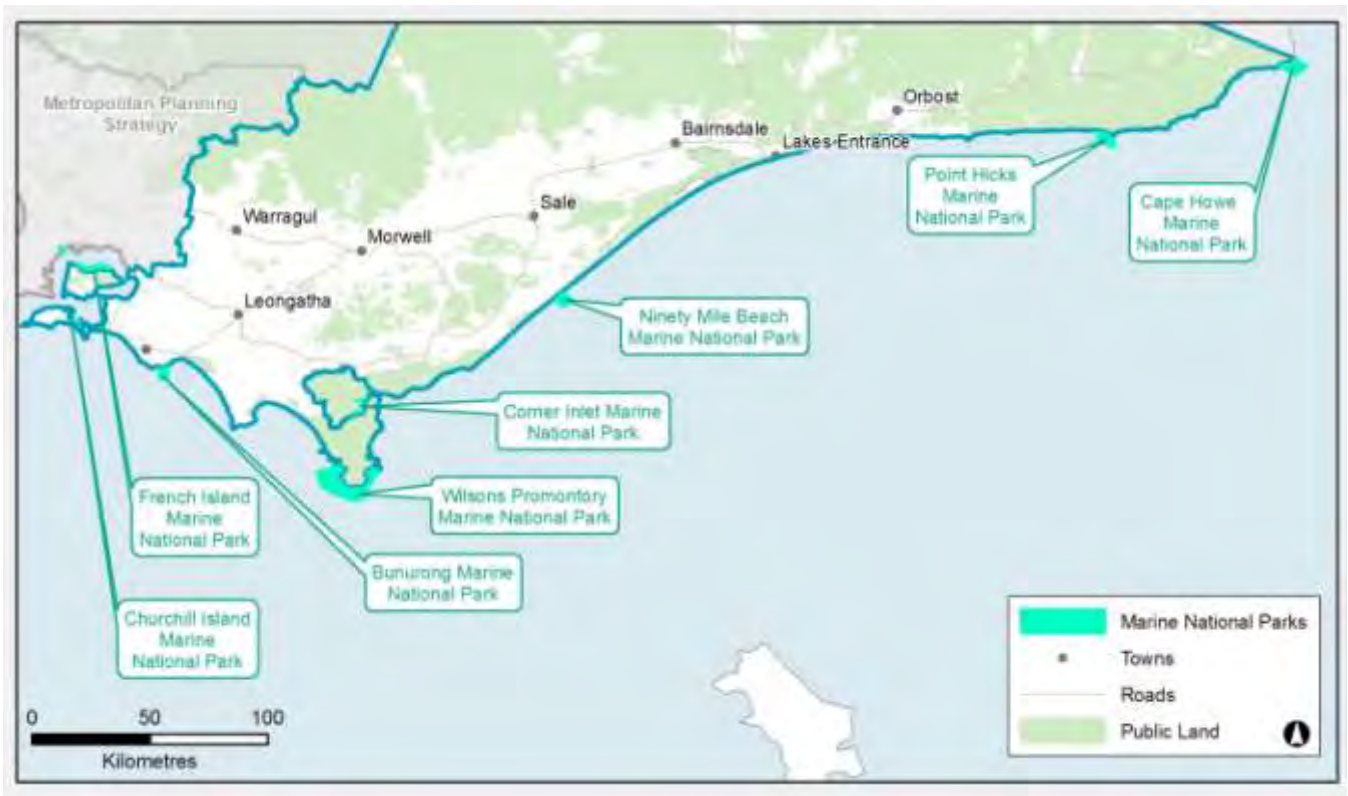 Metropolitan Planning
Strategy
Orbost
Bairnsdale
Lakes-Entrance
Point Hicks
Marine
National Park
Cape Howe
Marine
National Park
Sale
Warragul
Morwell
Leongatha
Ninety Mile Beach
Marine National Park
Corner Inlet Marine
National Park
Wilsons Promontory
Marine National Park
French Island
Marine
National Park
Bunurong Marine
National Park
Churchill Island
Marine
National Park
Marine National Parks
Towns
Roads
Public Land
0 50 100
Kilometres